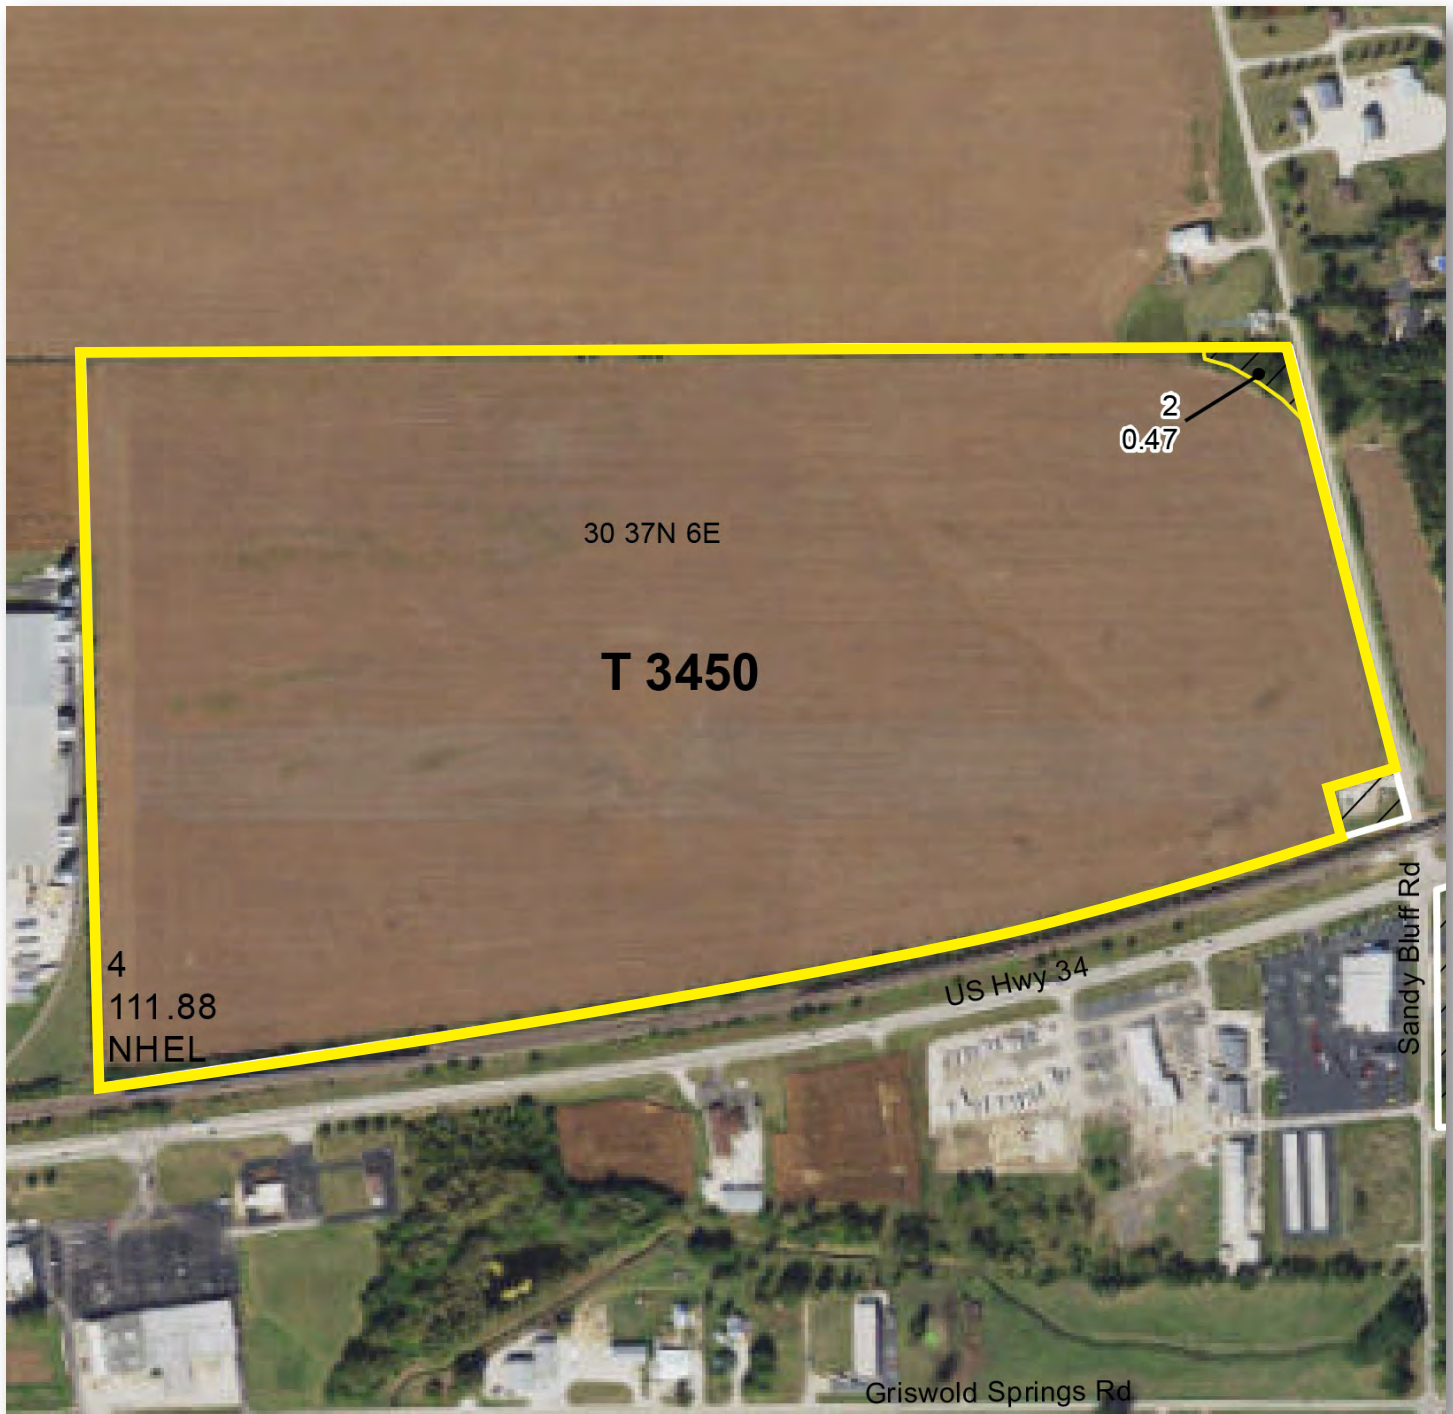 2
0.47
30 37N 6E
T 3450
4
111.88
NHEL
US Hwy 34
Sandy Bluff Rd
Griswold Springs Rd